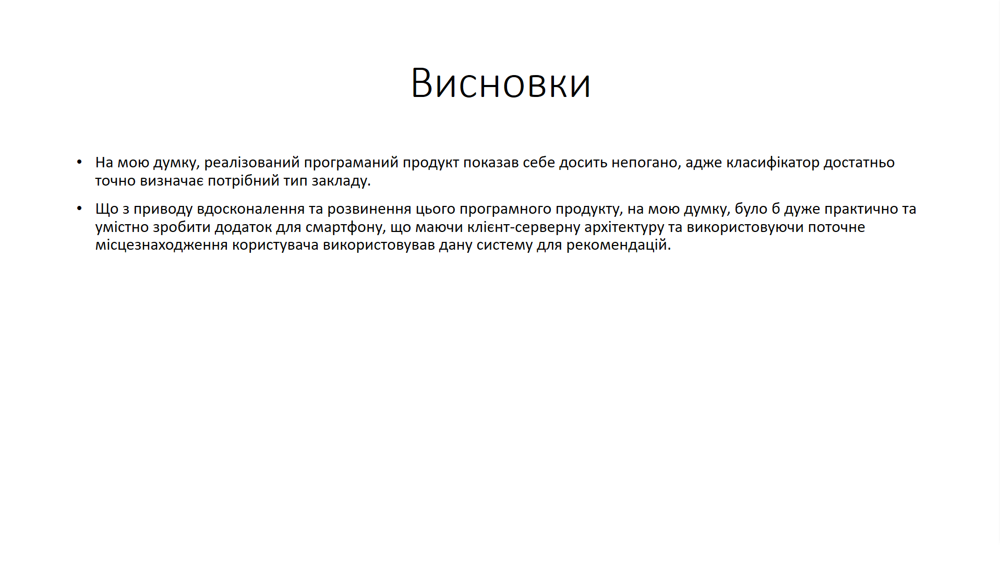 Висновки
• На мою думку, реалізований програманий продукт показав себе досить непогано, адже класифікатор достатньо
точно визначає потрібний тип закладу.
• Що з приводу вдосконалення та розвинення цього програмного продукту, на мою думку, було б дуже практично та
умістно зробити додаток для смартфону, що маючи клієнт-серверну архітектуру та використовуючи поточне
місцезнаходження користувача використовував дану систему для рекомендацій.